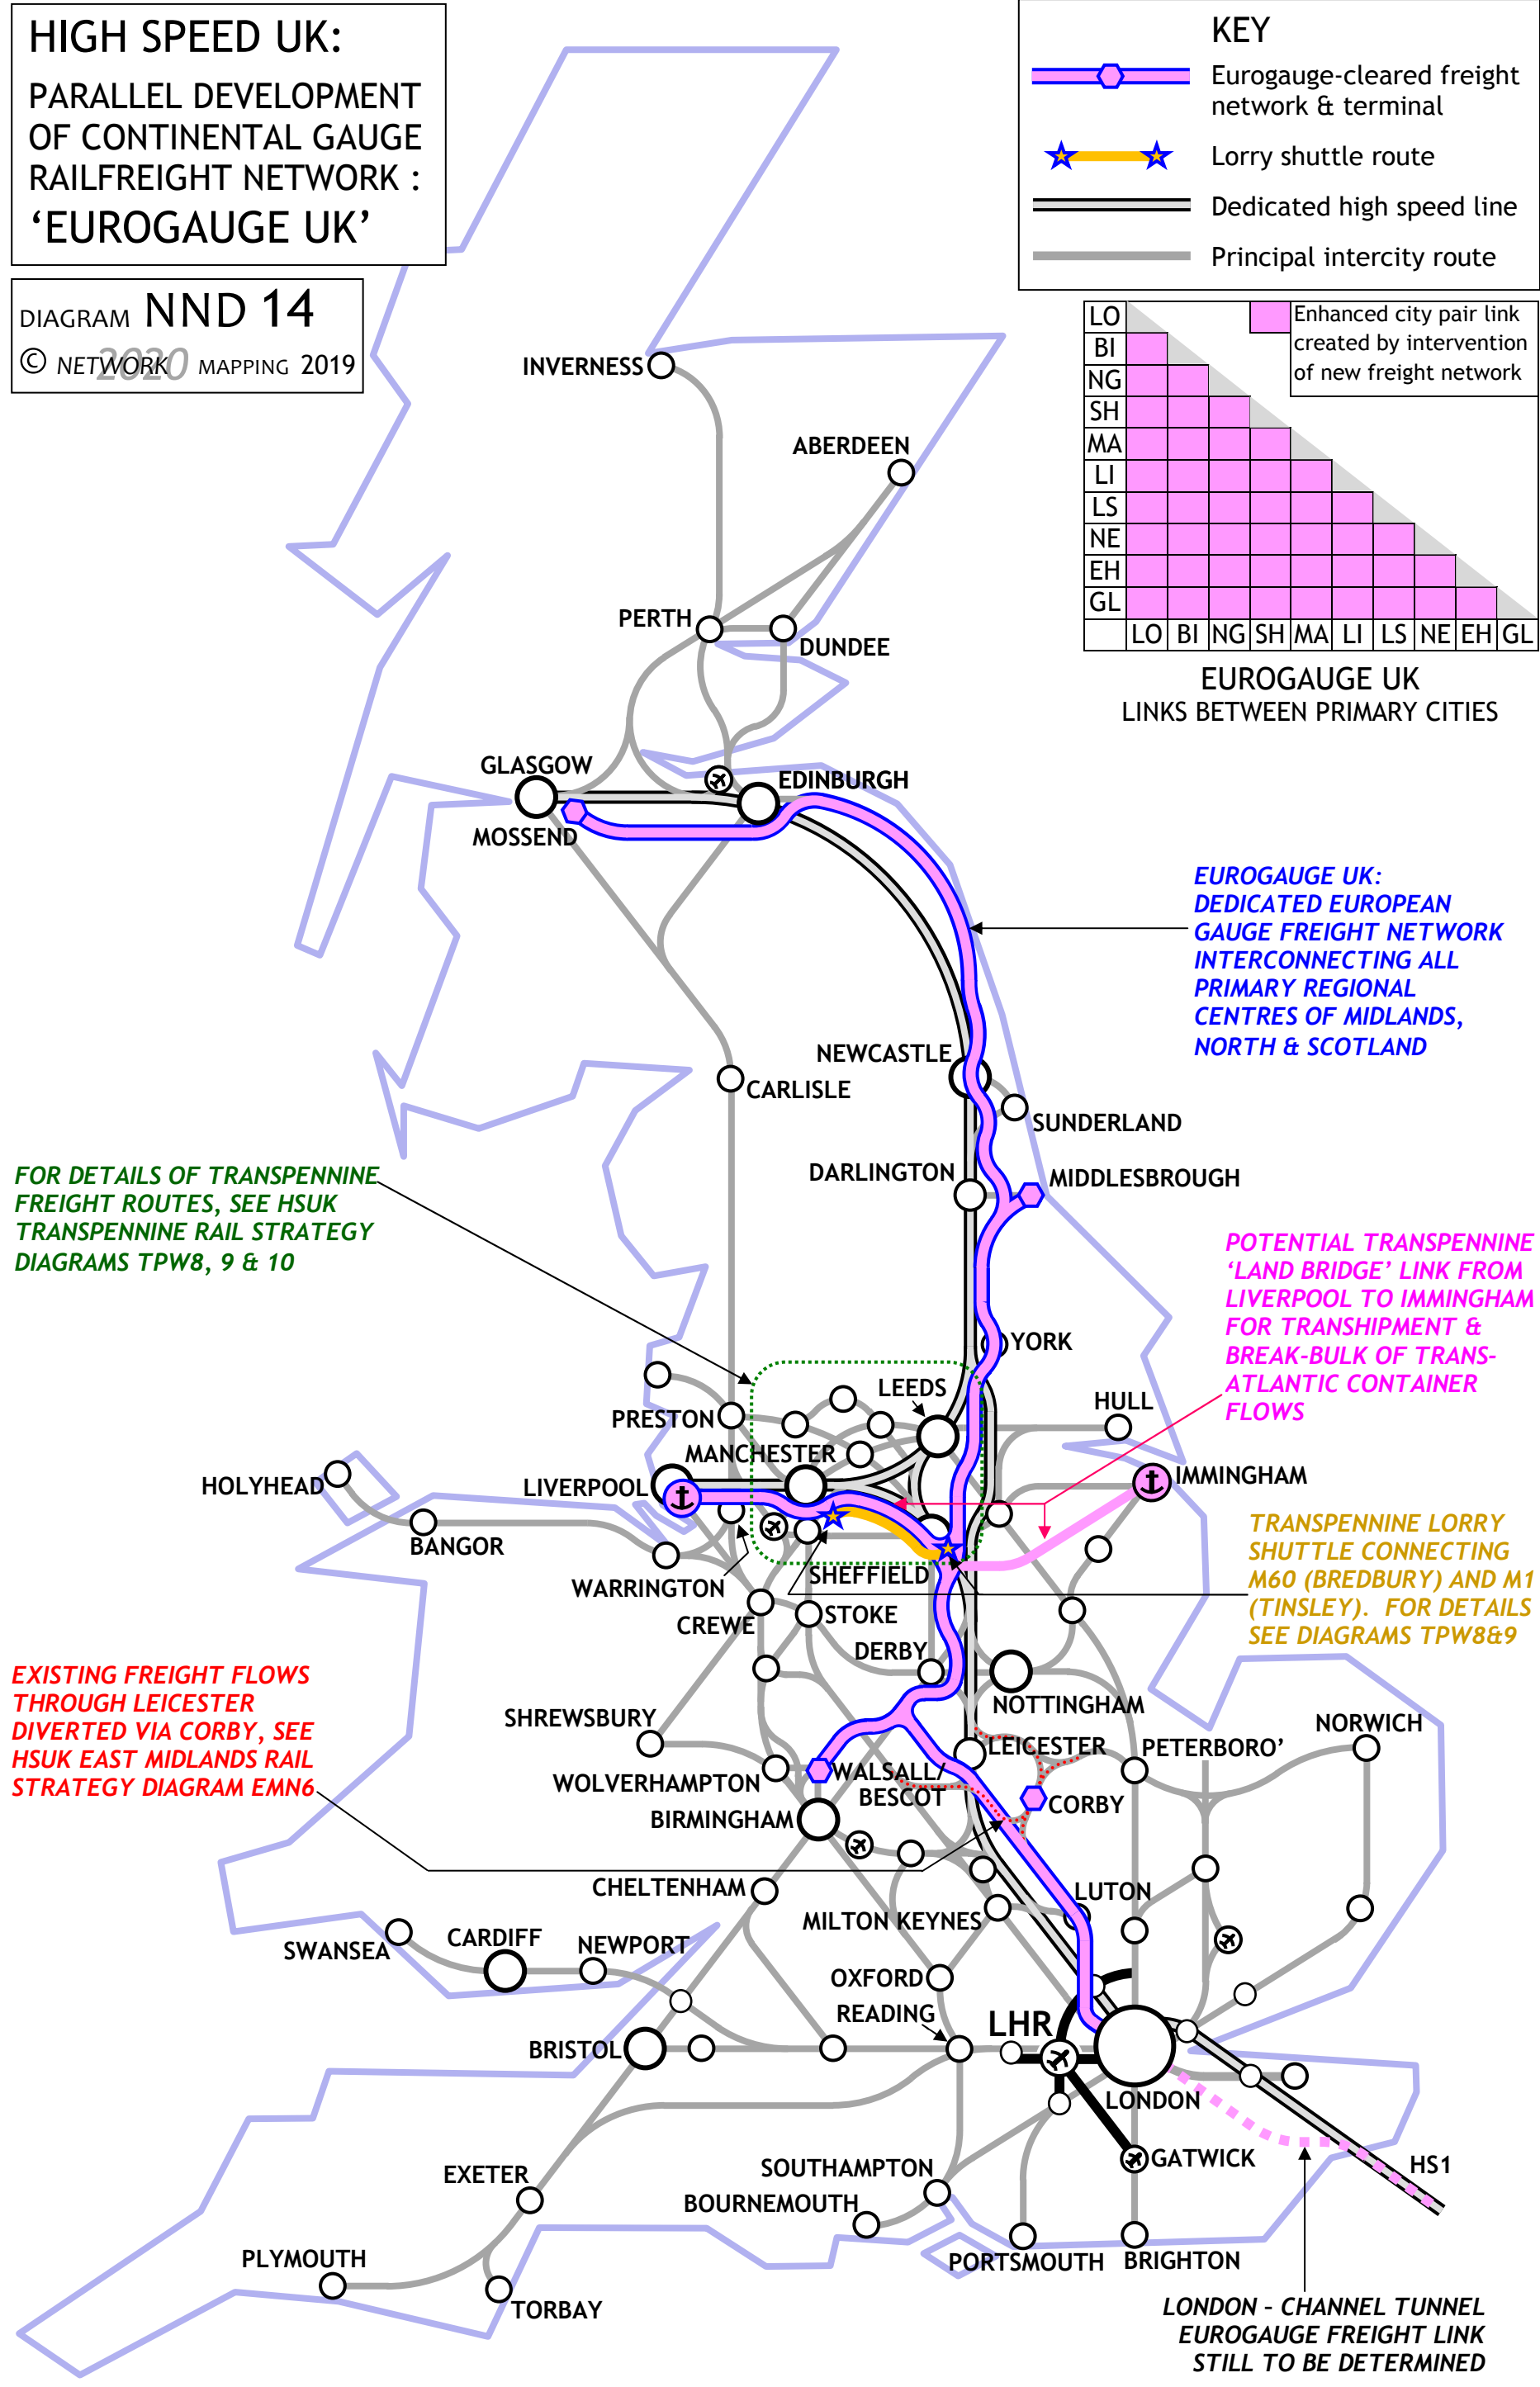 HIGH SPEED UK:
PARALLEL DEVELOPMENT
OF CONTINENTAL GAUGE
RAILFREIGHT NETWORK :
‘EUROGAUGE UK’
DIAGRAM NND 14
© NETWORK 2020 MAPPING 2019
KEY
Eurogauge-cleared freight
network & terminal
Lorry shuttle route
Dedicated high speed line
Principal intercity route
LO
BI
NG
SH
MA
LI
LS
NE
EH
GL
LO BI NG SH MA LI LS NE EH GL
Enhanced city pair link
created by intervention
of new freight network
EUROGAUGE UK
LINKS BETWEEN PRIMARY CITIES
INVERNESS
ABERDEEN
PERTH
DUNDEE
GLASGOW
EDINBURGH
MOSSEND
EUROGAUGE UK:
DEDICATED EUROPEAN
GAUGE FREIGHT NETWORK
INTERCONNECTING ALL
PRIMARY REGIONAL
CENTRES OF MIDLANDS,
NORTH & SCOTLAND
NEWCASTLE
CARLISLE
SUNDERLAND
DARLINGTON
MIDDLESBROUGH
FOR DETAILS OF TRANSPENNINE
FREIGHT ROUTES, SEE HSUK
TRANSPENNINE RAIL STRATEGY
DIAGRAMS TPW8, 9 & 10
POTENTIAL TRANSPENNINE
‘LAND BRIDGE’ LINK FROM
LIVERPOOL TO IMMINGHAM
FOR TRANSHIPMENT &
BREAK-BULK OF TRANS-
ATLANTIC CONTAINER
FLOWS
YORK
LEEDS
HULL
PRESTON
MANCHESTER
IMMINGHAM
HOLYHEAD
LIVERPOOL
BANGOR
WARRINGTON
SHEFFIELD
TRANSPENNINE LORRY
SHUTTLE CONNECTING
M60 (BREDBURY) AND M1
(TINSLEY). FOR DETAILS
SEE DIAGRAMS TPW8&9
CREWE
STOKE
DERBY
NOTTINGHAM
EXISTING FREIGHT FLOWS
THROUGH LEICESTER
DIVERTED VIA CORBY, SEE
HSUK EAST MIDLANDS RAIL
STRATEGY DIAGRAM EMN6
SHREWSBURY
NORWICH
LEICESTER
PETERBORO’
WOLVERHAMPTON
WALSALL/
BESCOT
CORBY
BIRMINGHAM
CHELTENHAM
LUTON
MILTON KEYNES
SWANSEA
CARDIFF
NEWPORT
OXFORD
READING
LHR
BRISTOL
LONDON
GATWICK
HS1
EXETER
SOUTHAMPTON
BOURNEMOUTH
PLYMOUTH
TORBAY
PORTSMOUTH
BRIGHTON
LONDON – CHANNEL TUNNEL
EUROGAUGE FREIGHT LINK
STILL TO BE DETERMINED